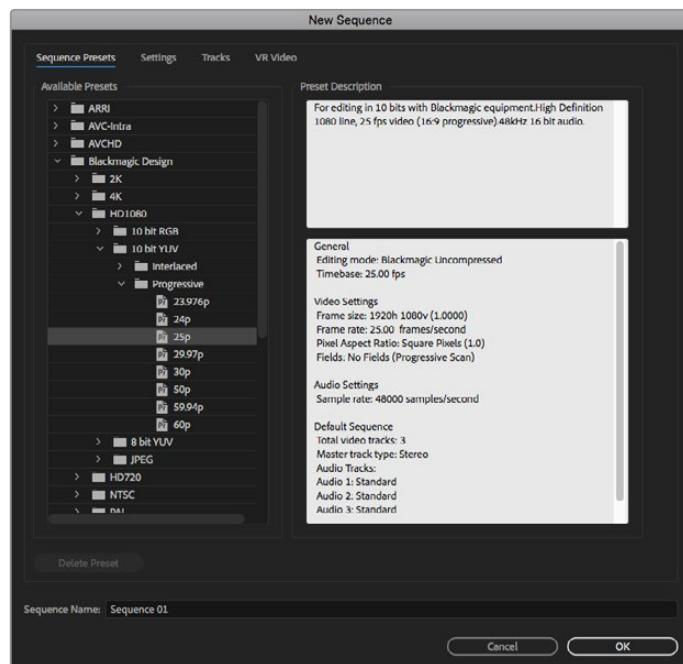 New Sequence
Sequence Presets Settings Tracks VR Video
Available Presets
ARRI
AVC-Intra
AVCHD
Blackmagic Design
2K
4K
HD1080
10 bit RGB
10 bit YUV
Interlaced
Progressive
23.976p
24p
25p
29.97p
30p
50p
59.94p
60p
8 bit YUV
JPEG
HD720
NTSC
PAL
Delete Preset
Preset Description
For editing in 10 bits with Blackmagic equipment.High Definition
1080 line, 25 fps video (16:9 progressive).48kHz 16 bit audio.
General
Editing mode: Blackmagic Uncompressed
Timebase: 25.00 fps
Video Settings
Frame size: 1920h 1080v (1.0000)
Frame rate: 25.00 frames/second
Pixel Aspect Ratio: Square Pixels (1.0)
Fields: No Fields (Progressive Scan)
Audio Settings
Sample rate: 48000 samples/second
Default Sequence
Total video tracks: 3
Master track type: Stereo
Audio Tracks:
Audio 1: Standard
Audio 2: Standard
Audio 3: Standard
Sequence Name: Sequence 01
Cancel OK